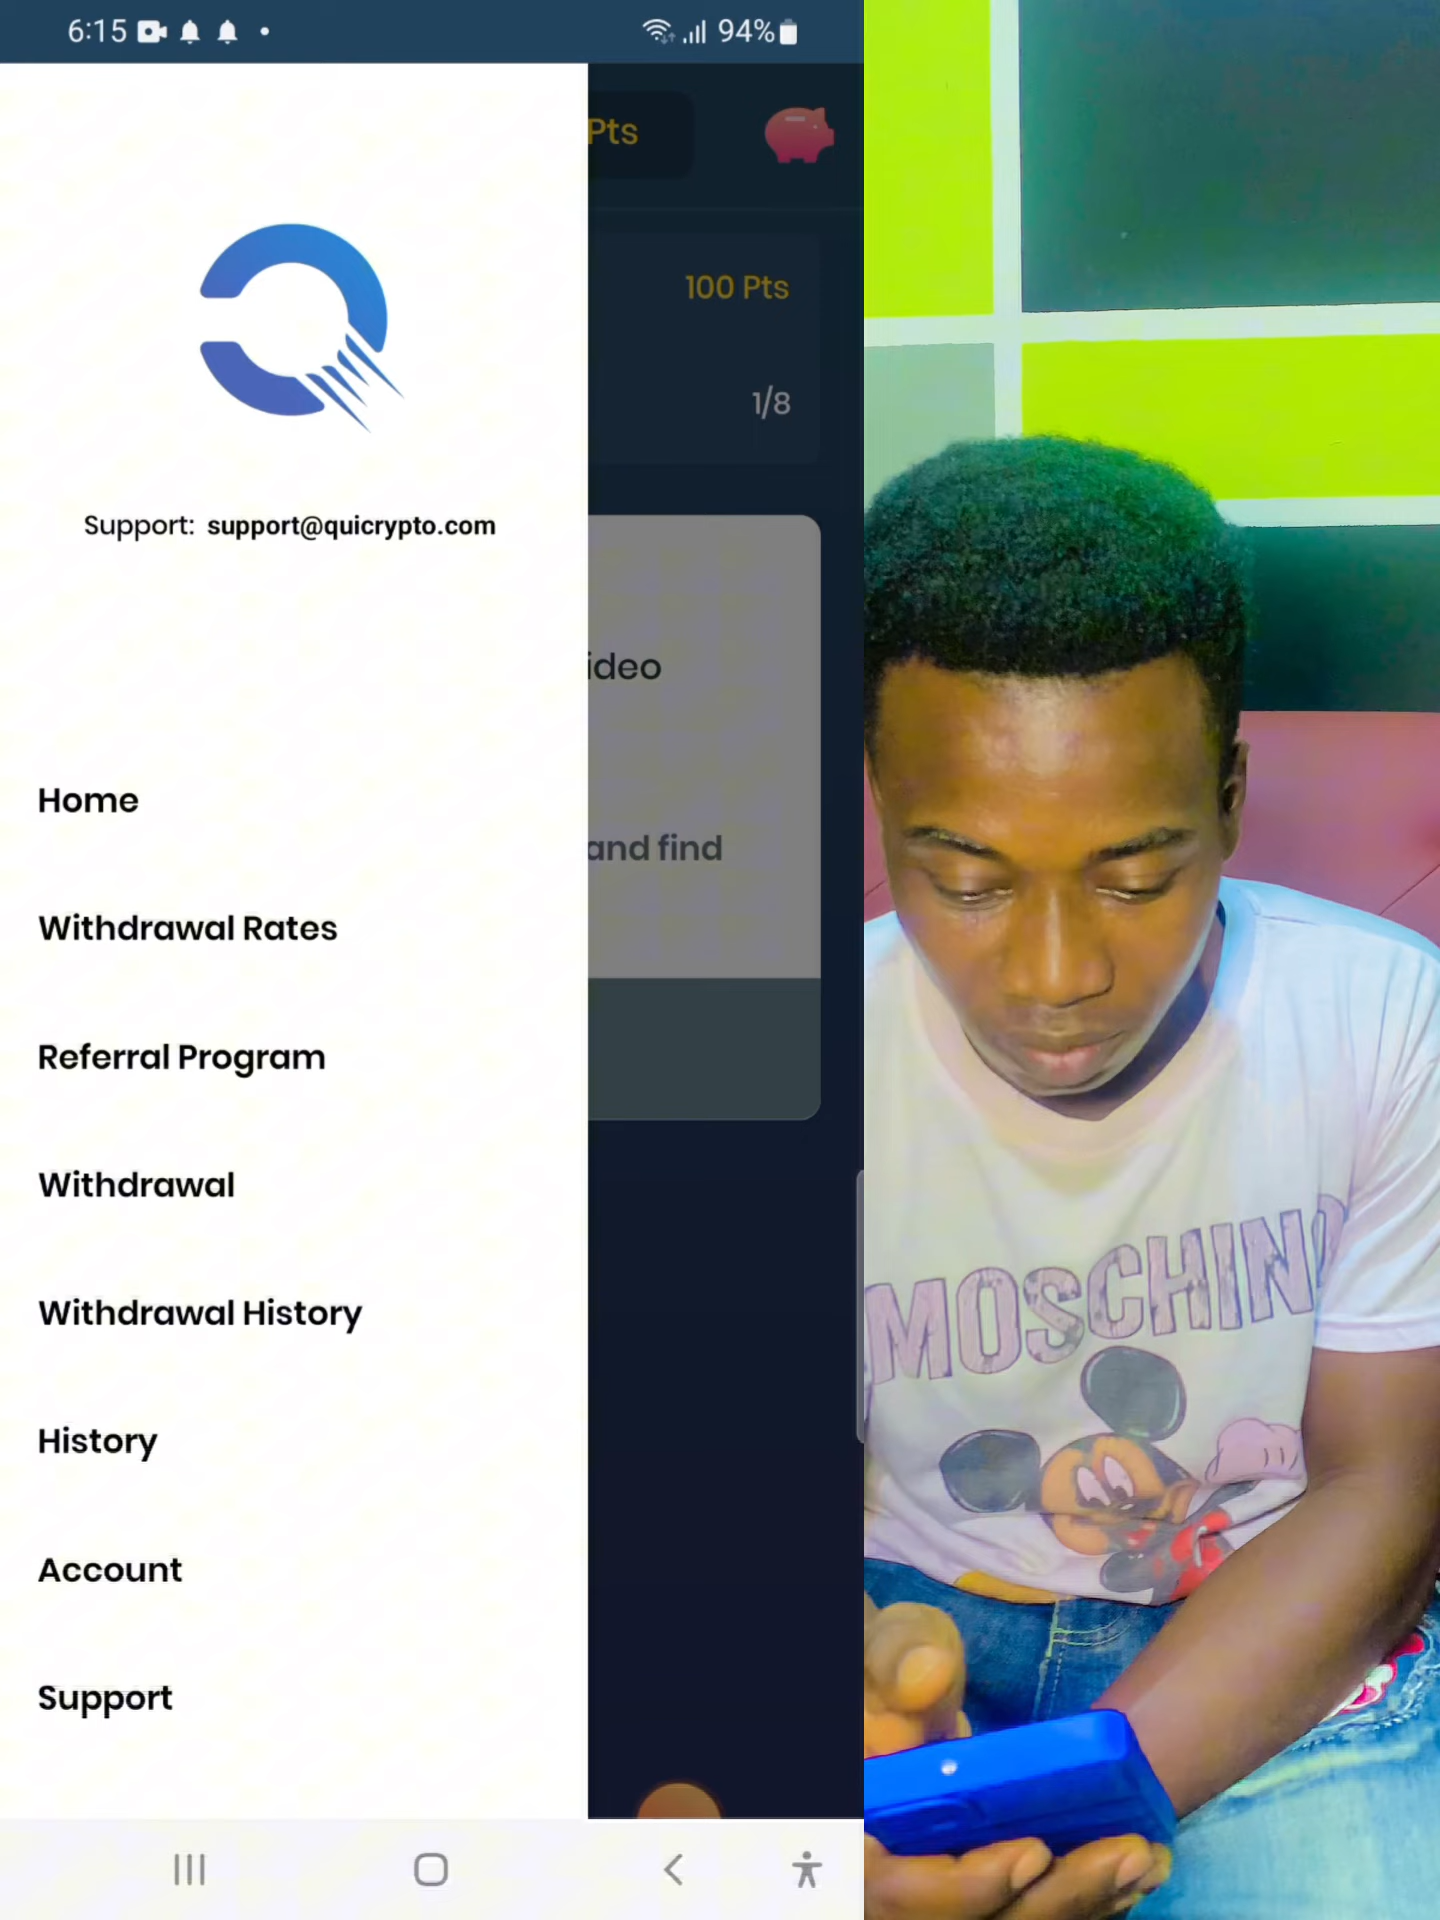 6:15
94%
Pts
100 Pts
1/8
Support: support@quicrypto.com
ideo
Home
and find
Withdrawal Rates
Referral Program
Withdrawal
Withdrawal History
History
Account
Support
MOSCHINO